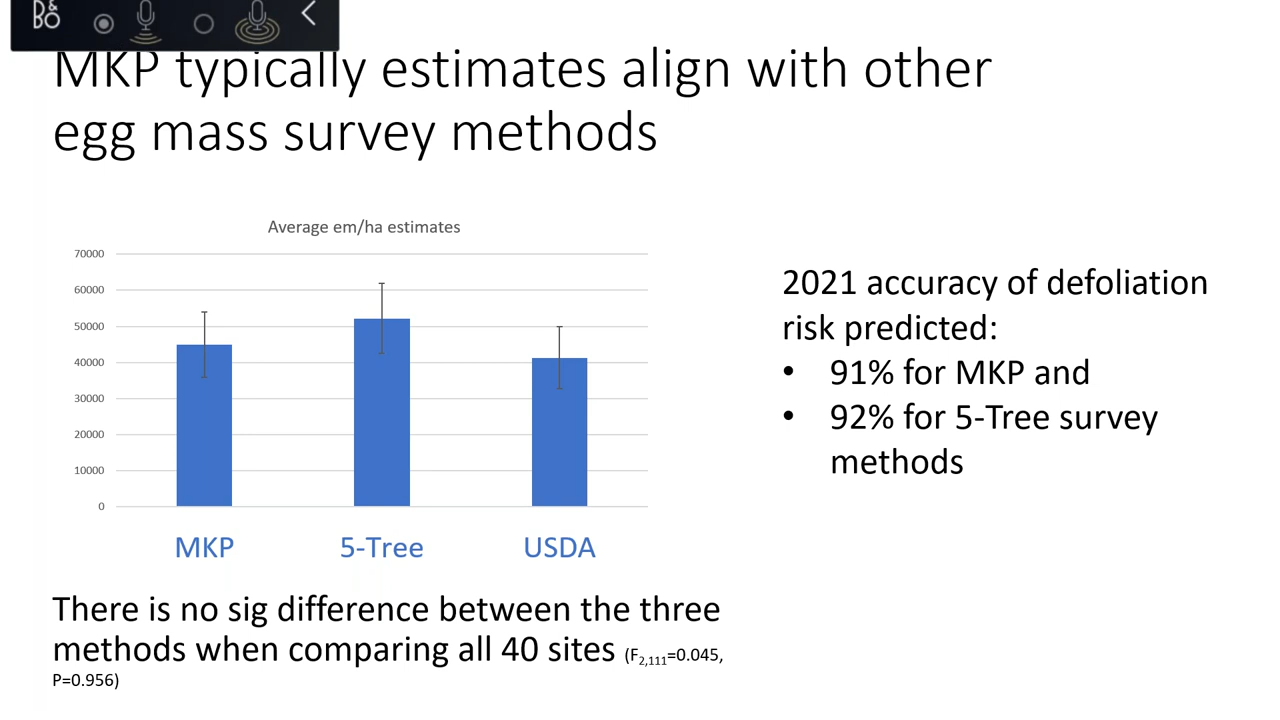 B&O
MKP typically estimates align with other
egg mass survey methods
Average em/ha estimates
70000
60000
50000
40000
30000
20000
10000
0
MKP 5-Tree USDA
2021 accuracy of defoliation
risk predicted:
• 91% for MKP and
• 92% for 5-Tree survey
methods
There is no sig difference between the three
methods when comparing all 40 sites (F2,111=0.045,
P=0.956)